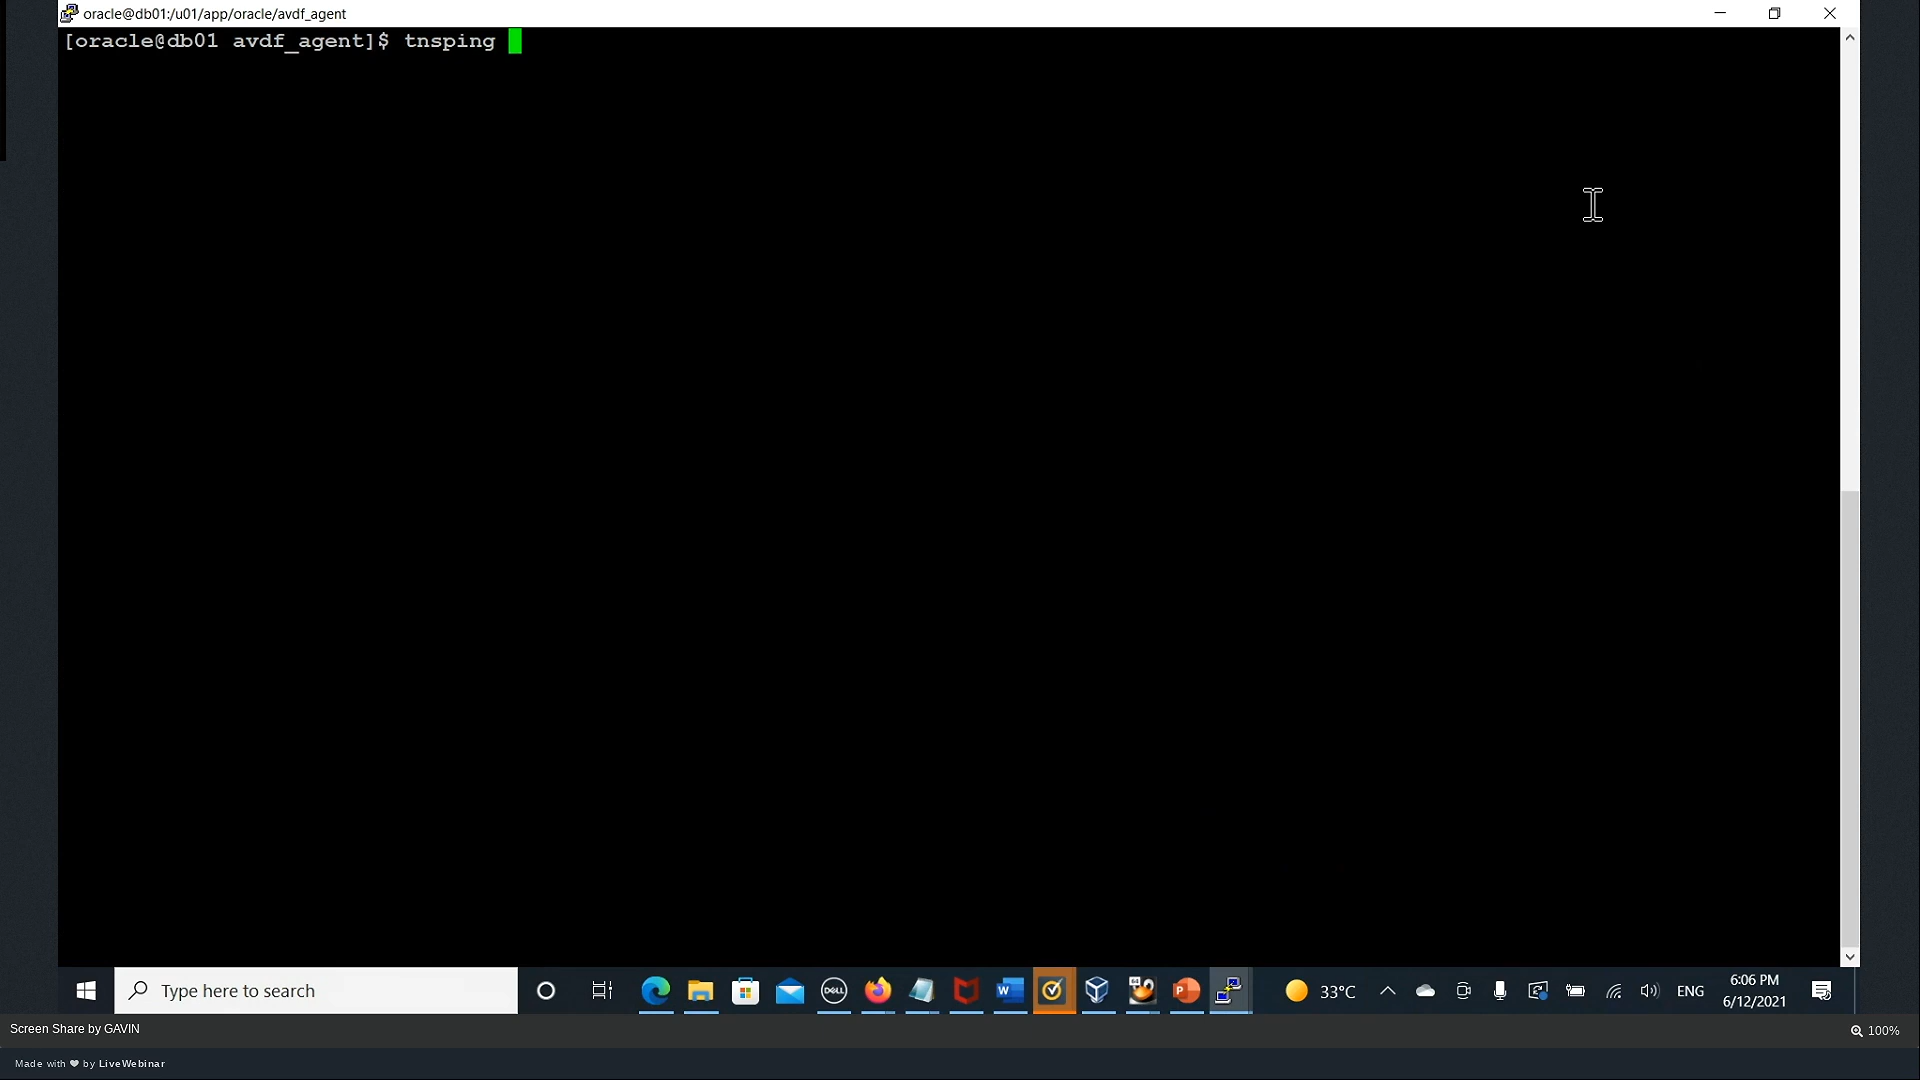 oracle@db01:/u01/app/oracle/avdf_agent
[oracle@db01 avdf_agent]$ tnsping
Type here to search
DELL
33°C
ENG
6:06 PM
6/12/2021
Screen Share by GAVIN
100%
Made with ❤ by LiveWebinar